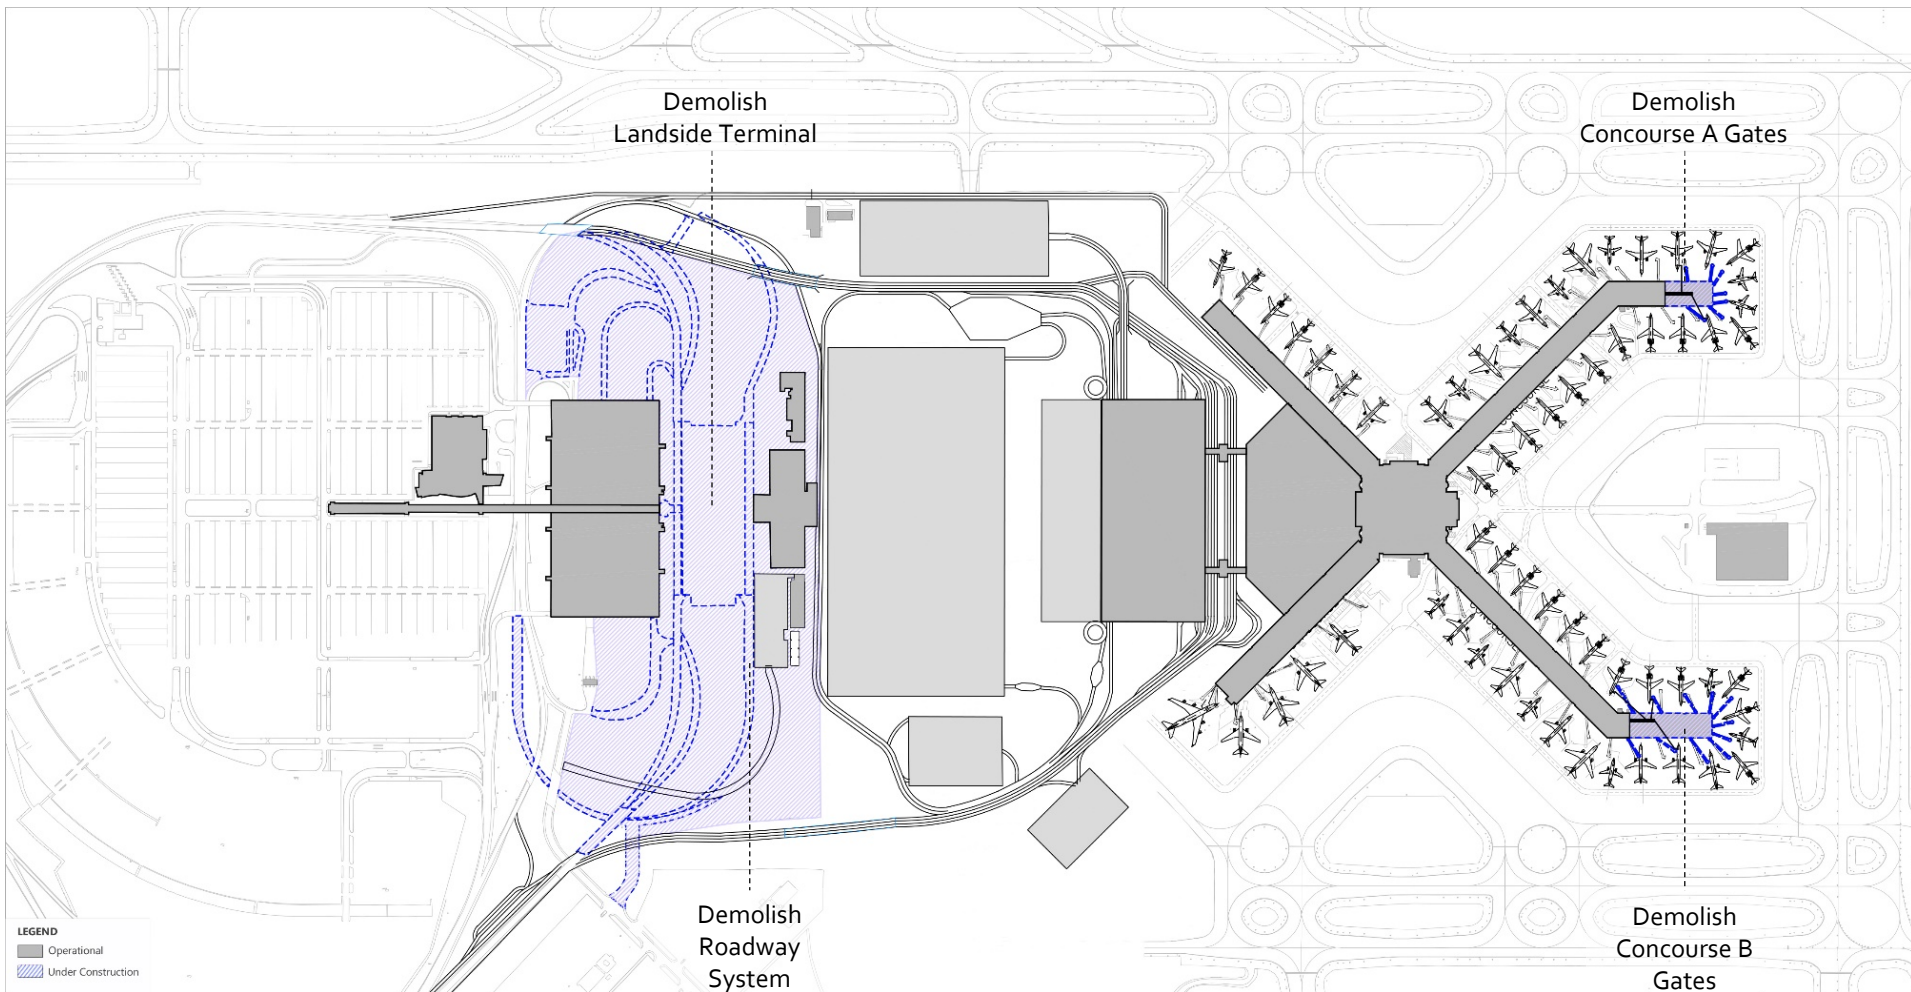 Demolish
Landside Terminal
Demolish
Concourse A Gates
Demolish
Roadway
System
Demolish
Concourse B
Gates
LEGEND
Operational
Under Construction